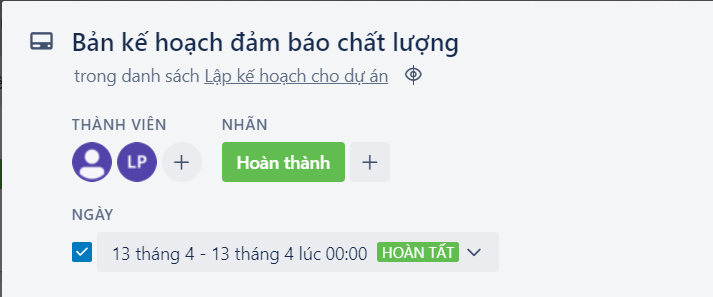 Bản kế hoạch đảm báo chất lượng
trong danh sách Lập kế hoạch cho dự án
THÀNH VIÊN NHÃN
LP + Hoàn thành +
NGÀY
13 tháng 4 - 13 tháng 4 lúc 00:00 HOÀN TẤT